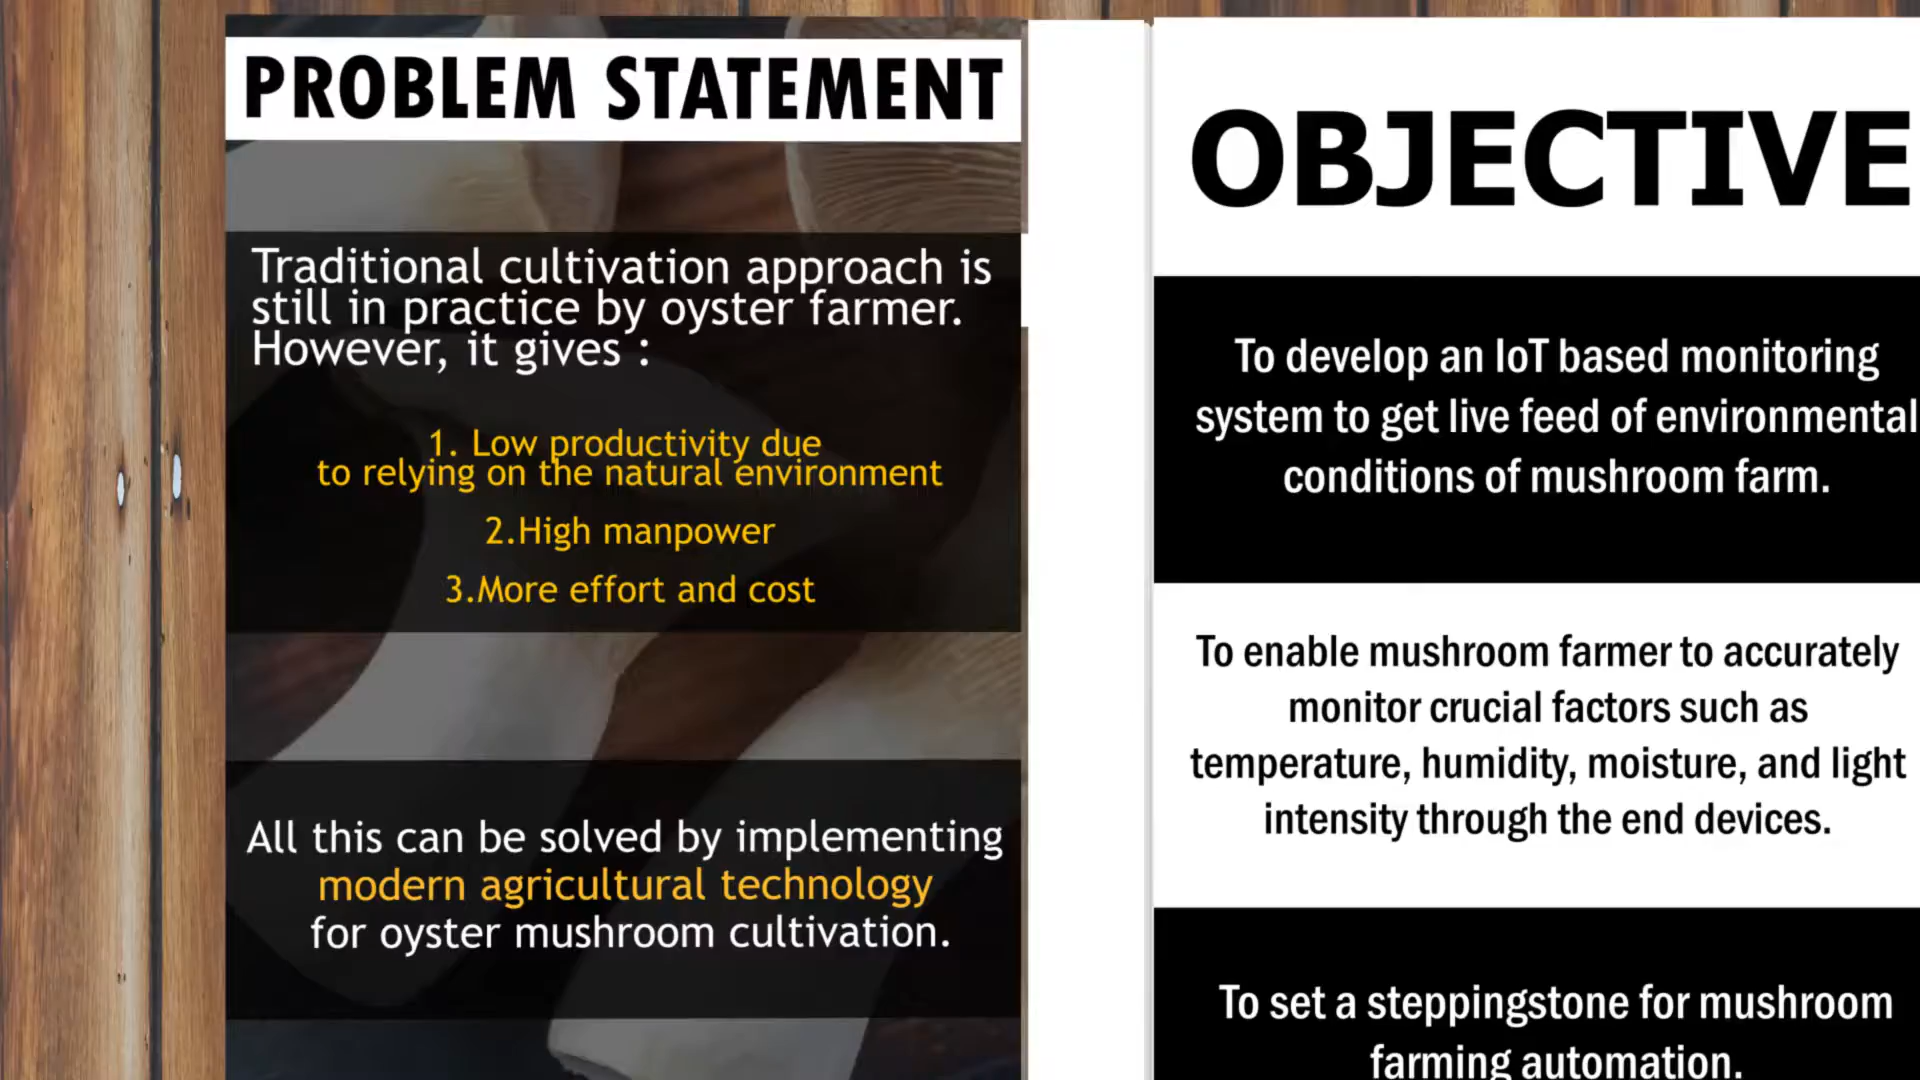 PROBLEM STATEMENT
Traditional cultivation approach is
still in practice by oyster farmer.
However, it gives :
1. Low productivity due
to relying on the natural environment
2.High manpower
3.More effort and cost
All this can be solved by implementing
modern agricultural technology
for oyster mushroom cultivation.
OBJECTIVE
To develop an IoT based monitoring
system to get live feed of environmental
conditions of mushroom farm.
To enable mushroom farmer to accurately
monitor crucial factors such as
temperature, humidity, moisture, and light
intensity through the end devices.
To set a steppingstone for mushroom
farming automation.